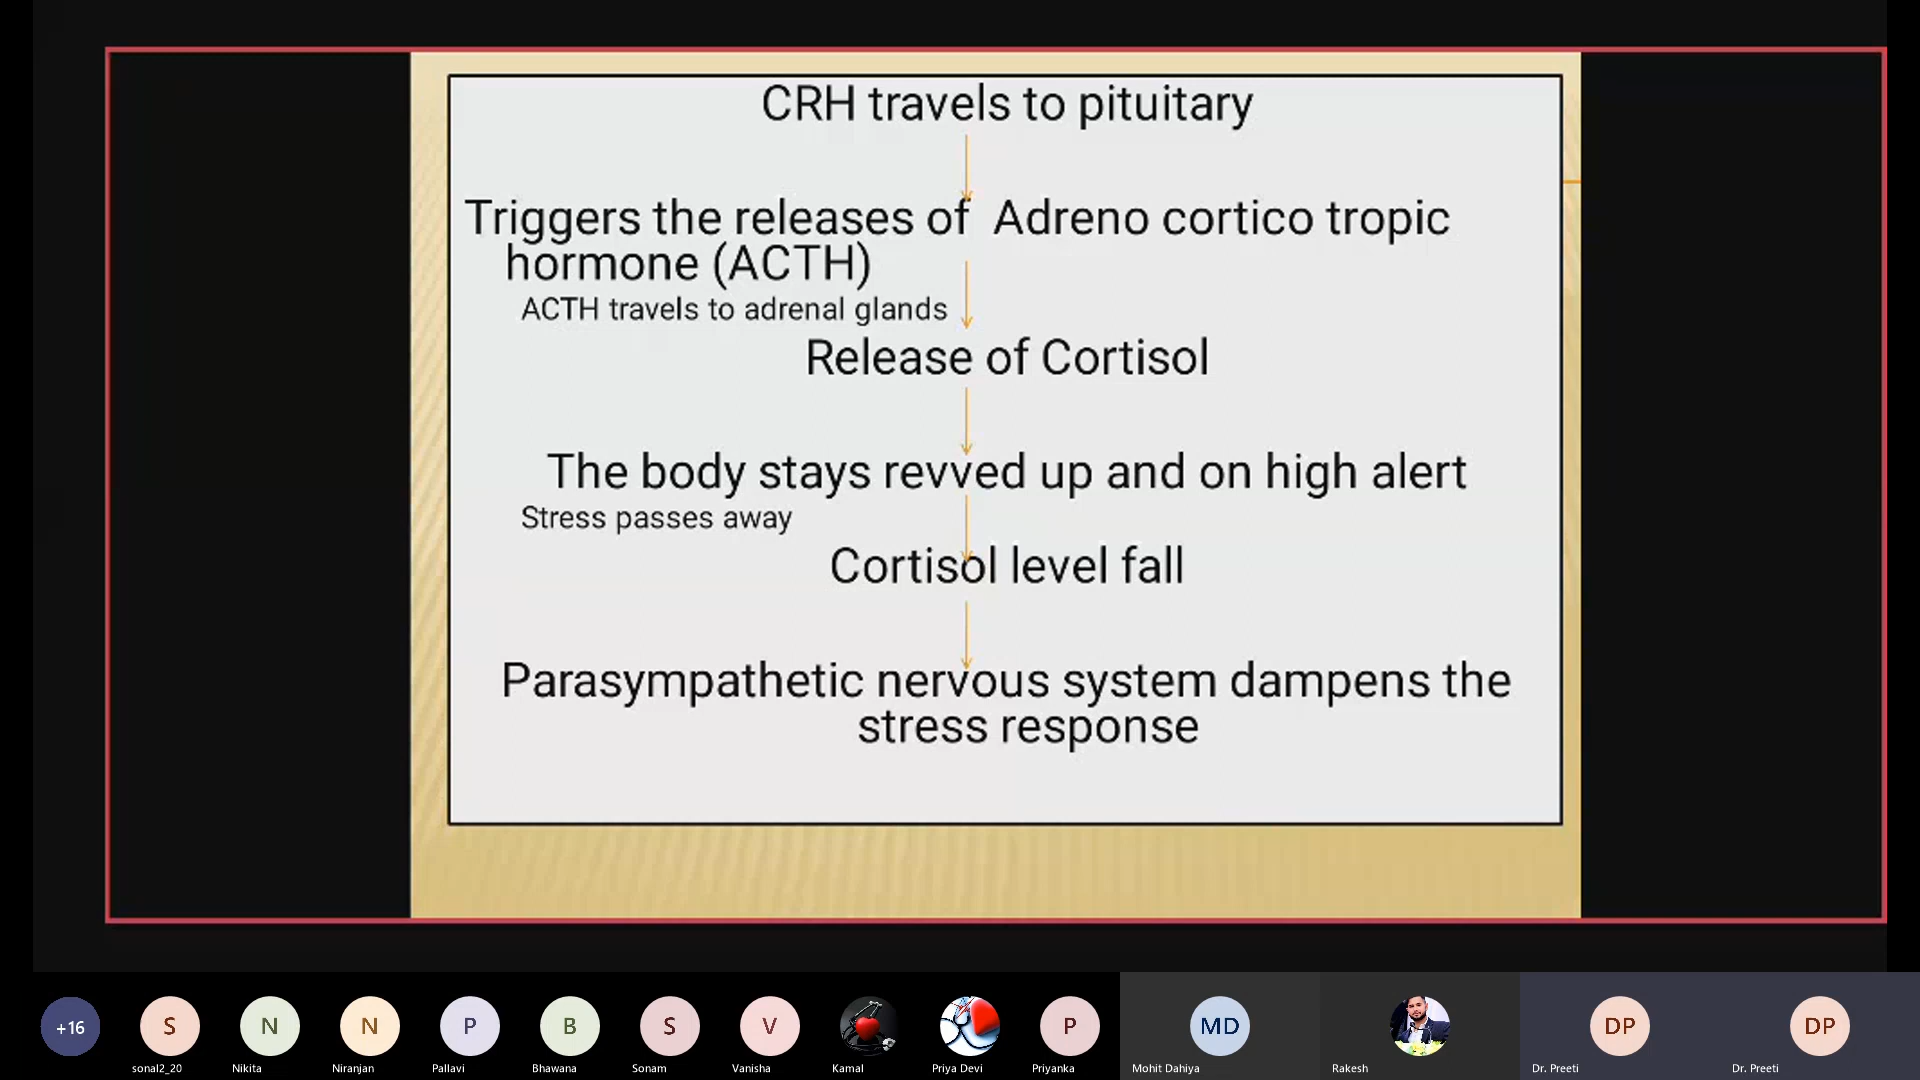 CRH travels to pituitary
Triggers the releases of Adreno cortico tropic
hormone (ACTH)
ACTH travels to adrenal glands
Release of Cortisol
The body stays revved up and on high alert
Stress passes away
Cortisol level fall
Parasympathetic nervous system dampens the
stress response
+16
S
N
N
P
B
S
V
P
MD
DP
DP
sonal2_20
Nikita
Niranjan
Pallavi
Bhawana
Sonam
Vanisha
Kamal
Priya Devi
Priyanka
Mohit Dahiya
Rakesh
Dr. Preeti
Dr. Preeti